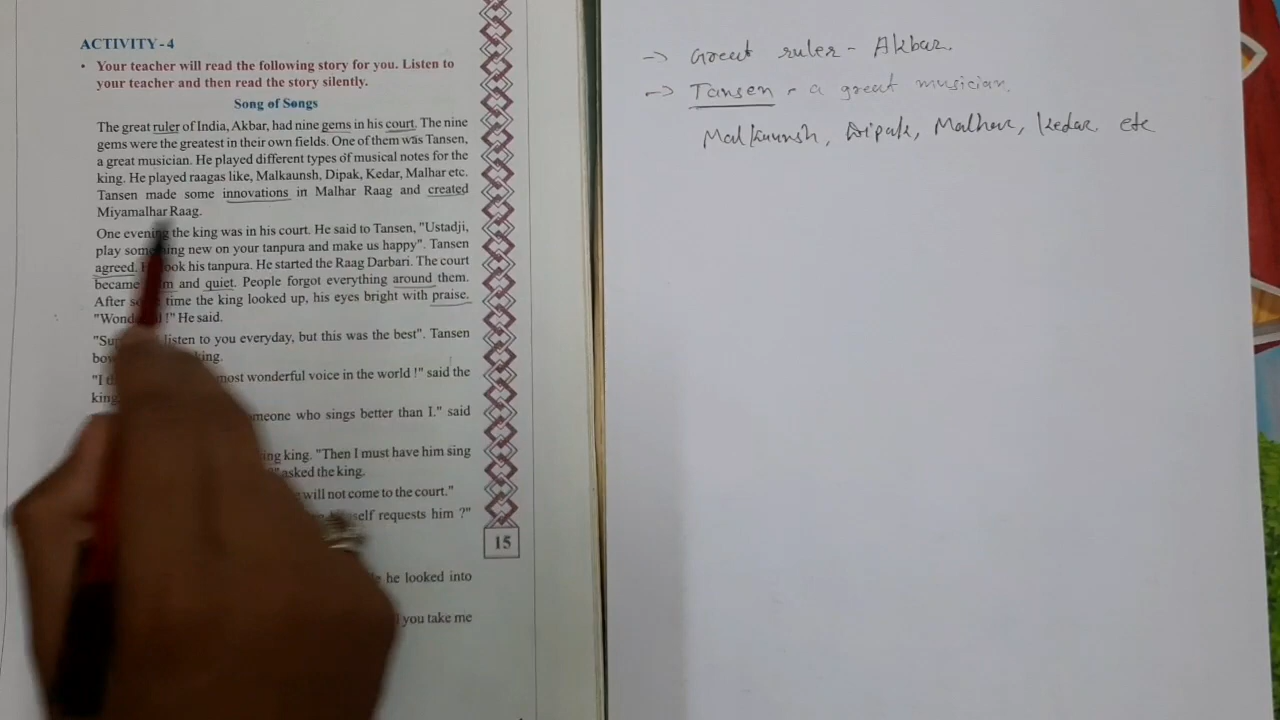 ACTIVITY-4
• Your teacher will read the following story for you. Listen to
your teacher and then read the story silently.
Song of Songs
The great ruler of India, Akbar, had nine gems in his court. The nine
gems were the greatest in their own fields. One of them was Tansen,
a great musician. He played different types of musical notes for the
king. He played raagas like, Malkaunsh, Dipak, Kedar, Malhar etc.
Tansen made some innovations in Malhar Raag and created
Miyamalhar Raag.
One evening the king was in his court. He said to Tansen, "Ustadji,
play something new on your tanpura and make us happy". Tansen
agreed. took his tanpura. He started the Raag Darbari. The court
became and quiet. People forgot everything around them.
After time the king looked up, his eyes bright with praise.
!" He said.
listen to you everyday, but this was the best". Tansen
king.
"I most wonderful voice in the world !" said the
king.
someone who sings better than I." said
king. "Then I must have him sing
asked the king.
will not come to the court."
requests him ?"
he looked into
you take me
15
→ Great ruler - Akbar.
→ Tansen - a great musician.
Malkaunsh, Dipak, Malhar, Kedar. etc